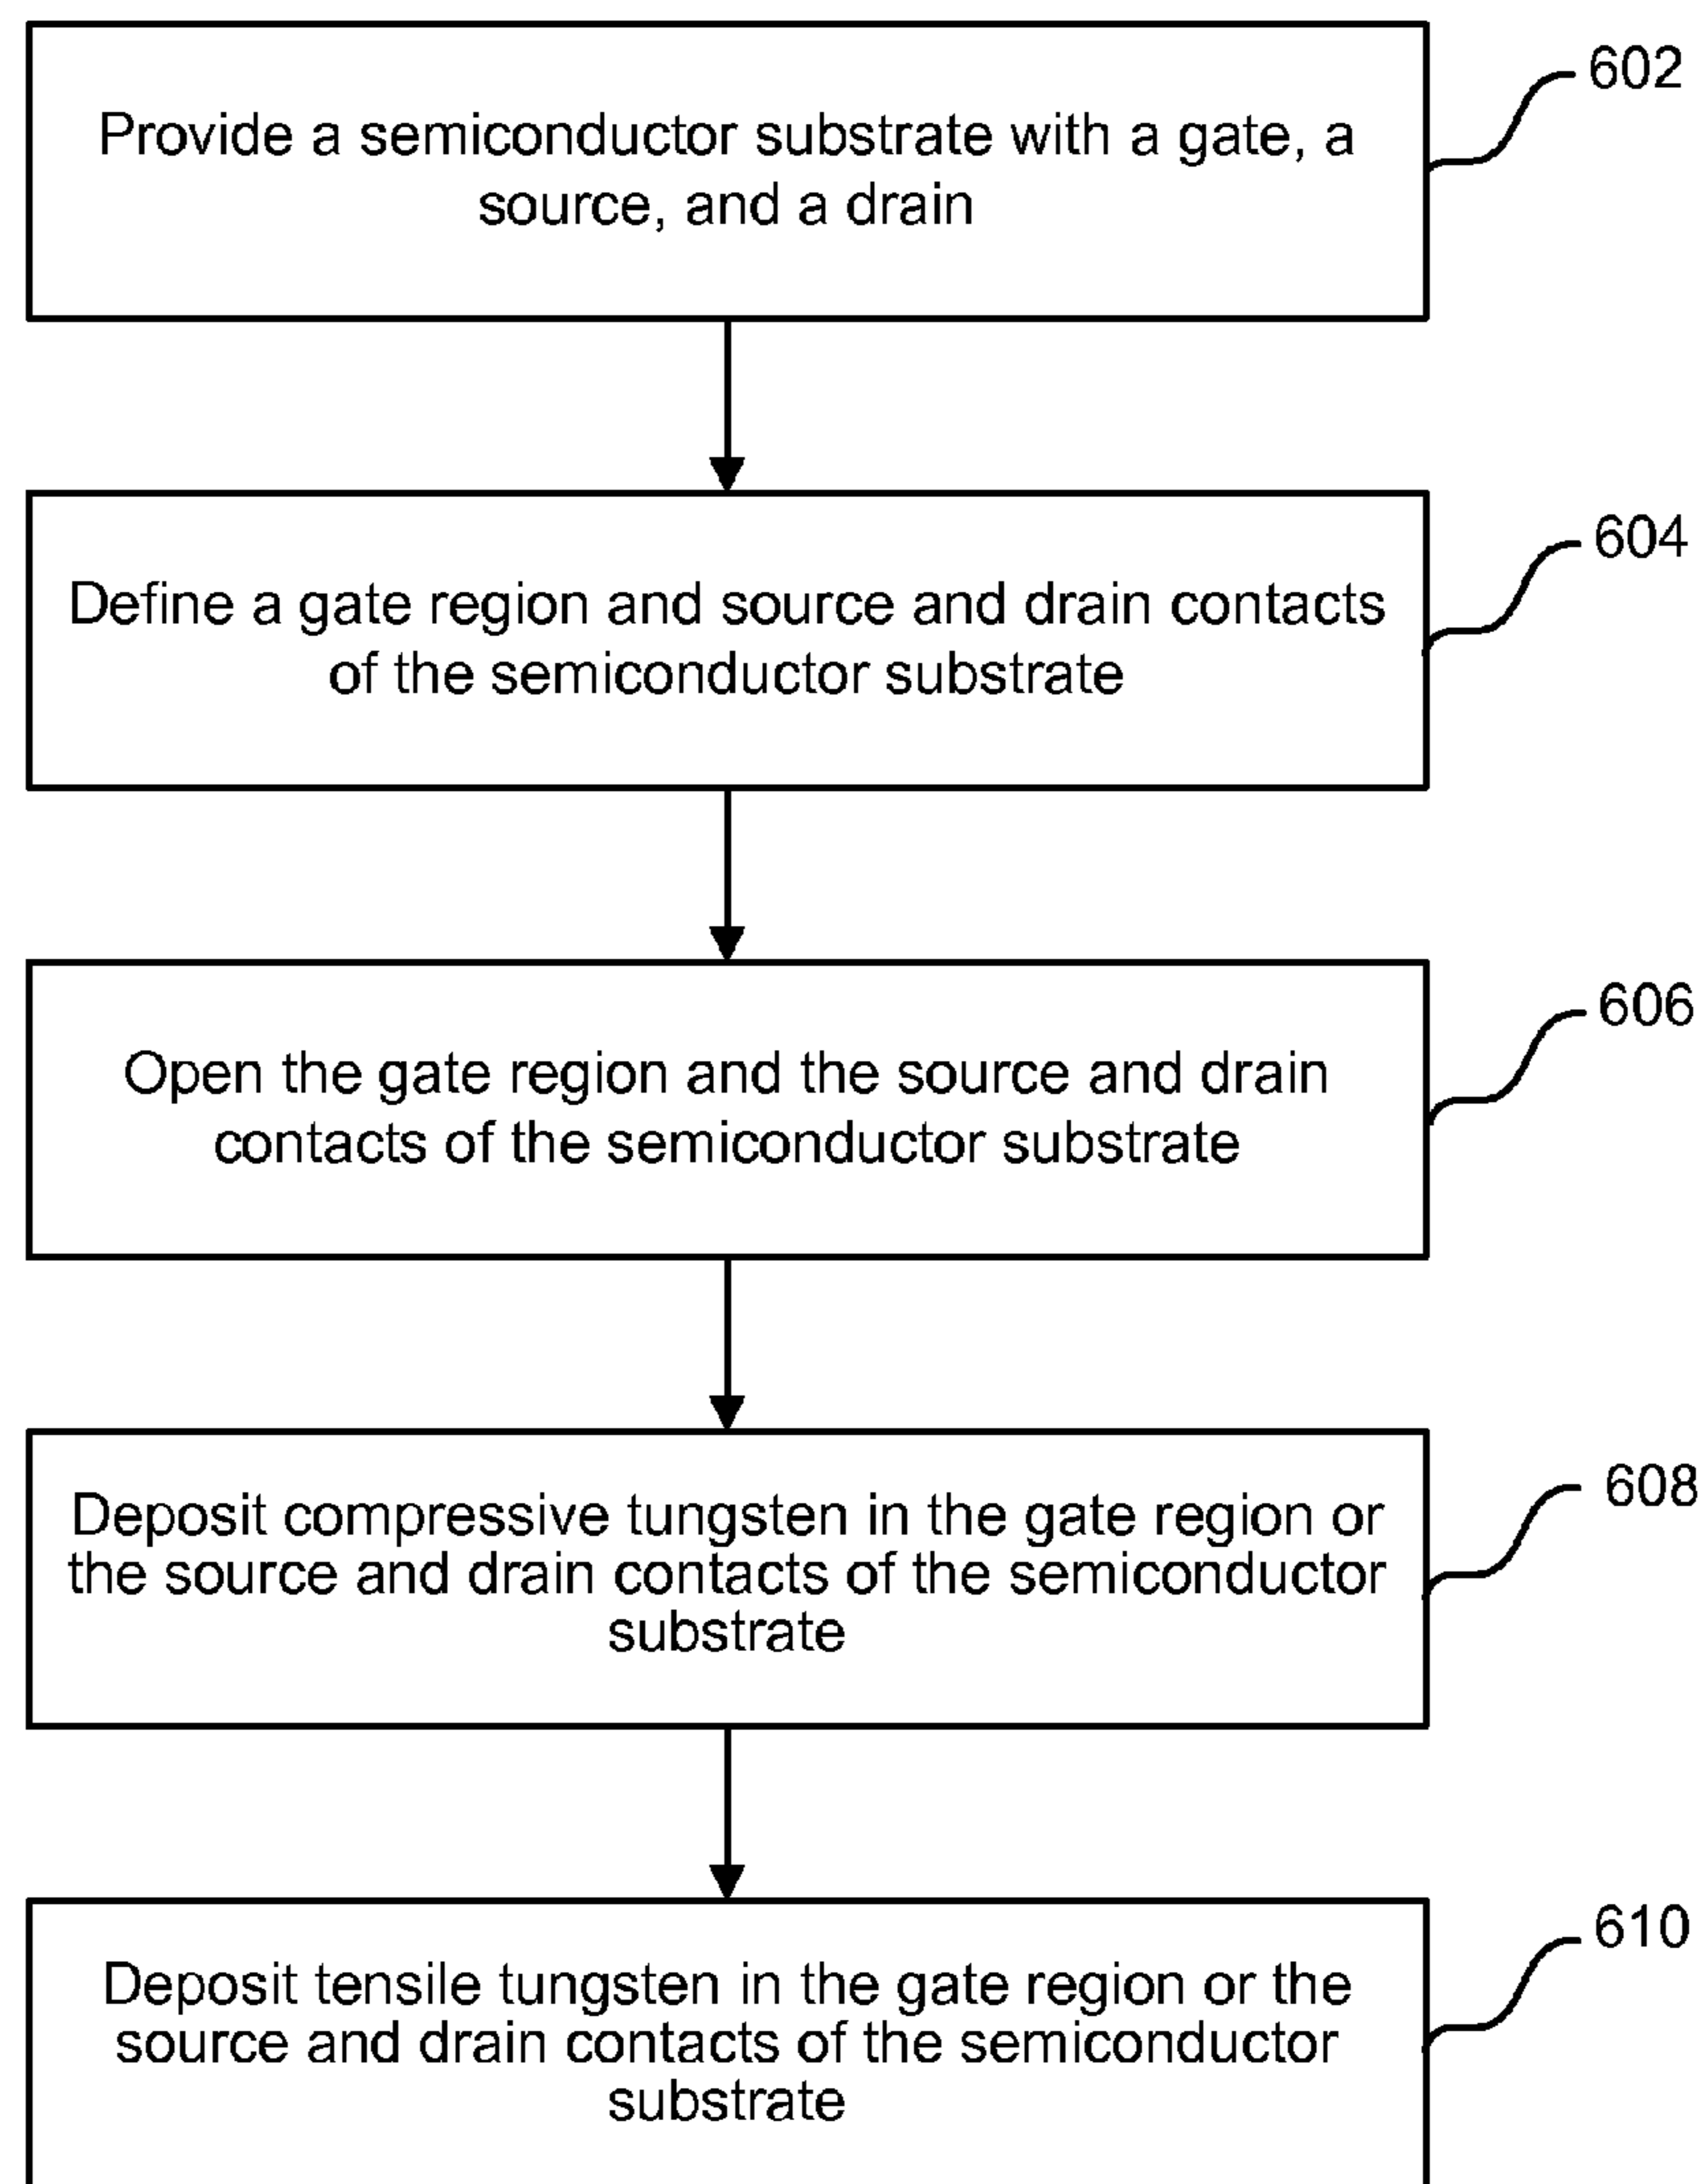 602
Provide a semiconductor substrate with a gate, a
source, and a drain
604
Define a gate region and source and drain contacts
of the semiconductor substrate
606
Open the gate region and the source and drain
contacts of the semiconductor substrate
608
Deposit compressive tungsten in the gate region or
the source and drain contacts of the semiconductor
substrate
610
Deposit tensile tungsten in the gate region or the
source and drain contacts of the semiconductor
substrate